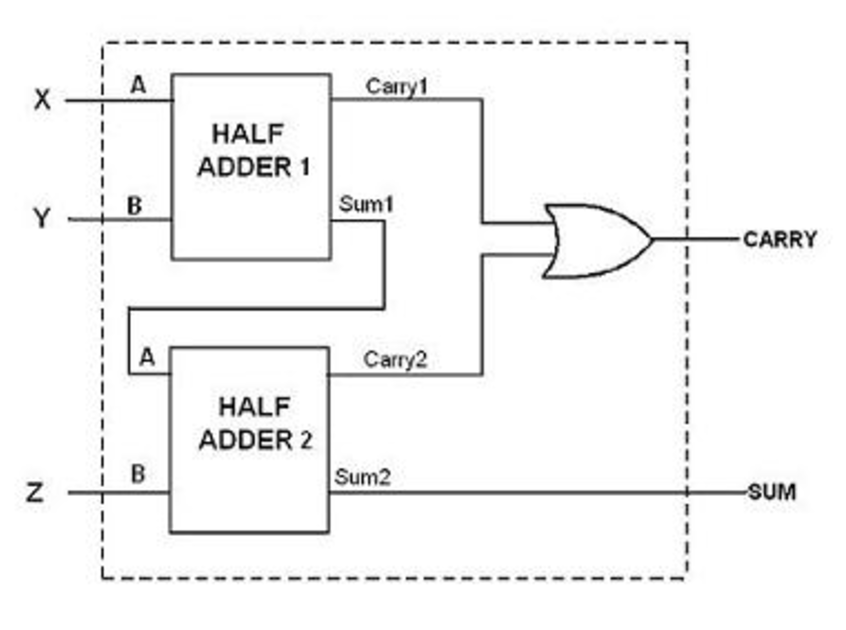 X
A
Carry1
HALF
ADDER 1
Y
B
Sum1
CARRY
A
Carry2
HALF
ADDER 2
Z
B
Sum2
SUM